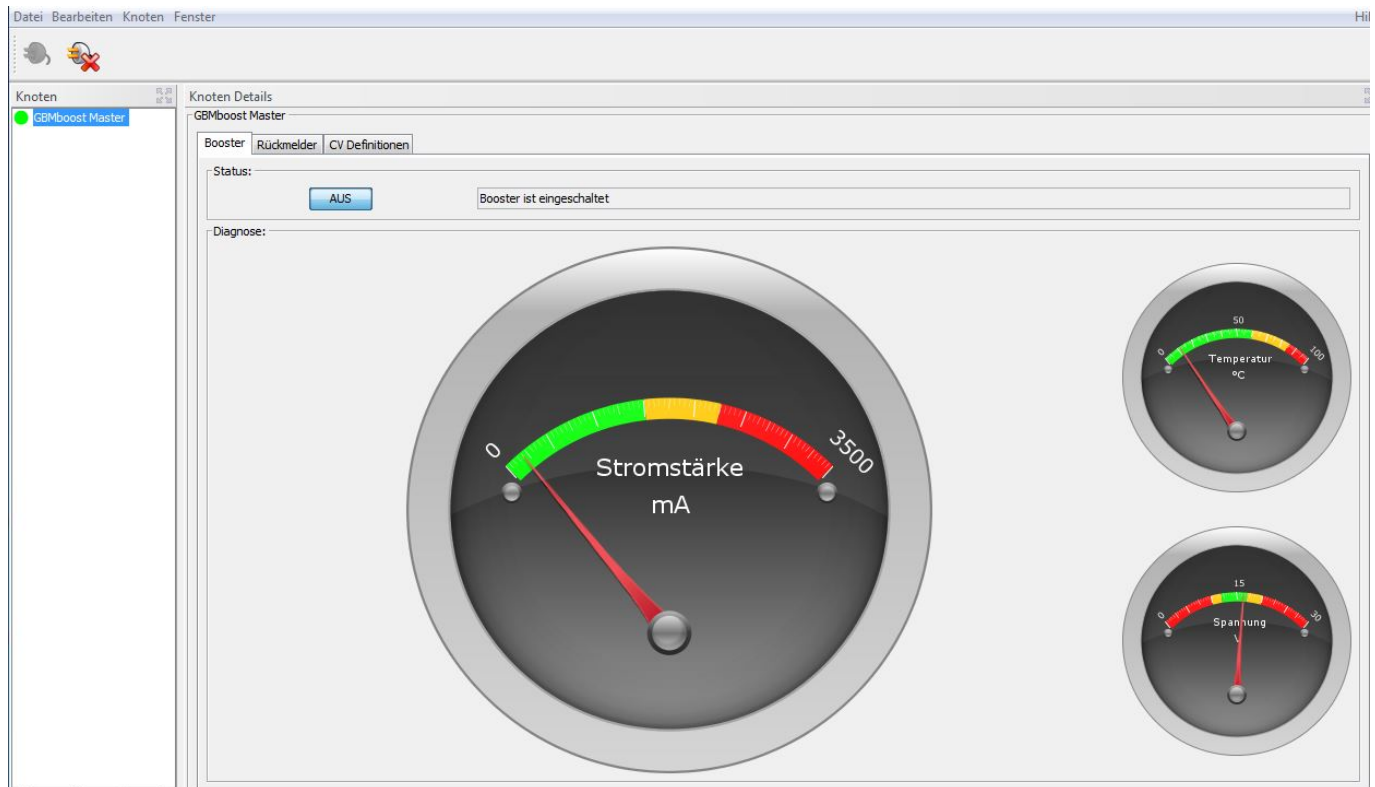 Datei Bearbeiten Knoten Fenster
Knoten
Knoten Details
GBMboost Master
GBMboost Master
Booster Rückmelder CV Definitionen
Status:
AUS
Booster ist eingeschaltet
Diagnose:
0
3500
Stromstärke
mA
0
50
100
Temperatur
°C
0
15
30
Spannung
V